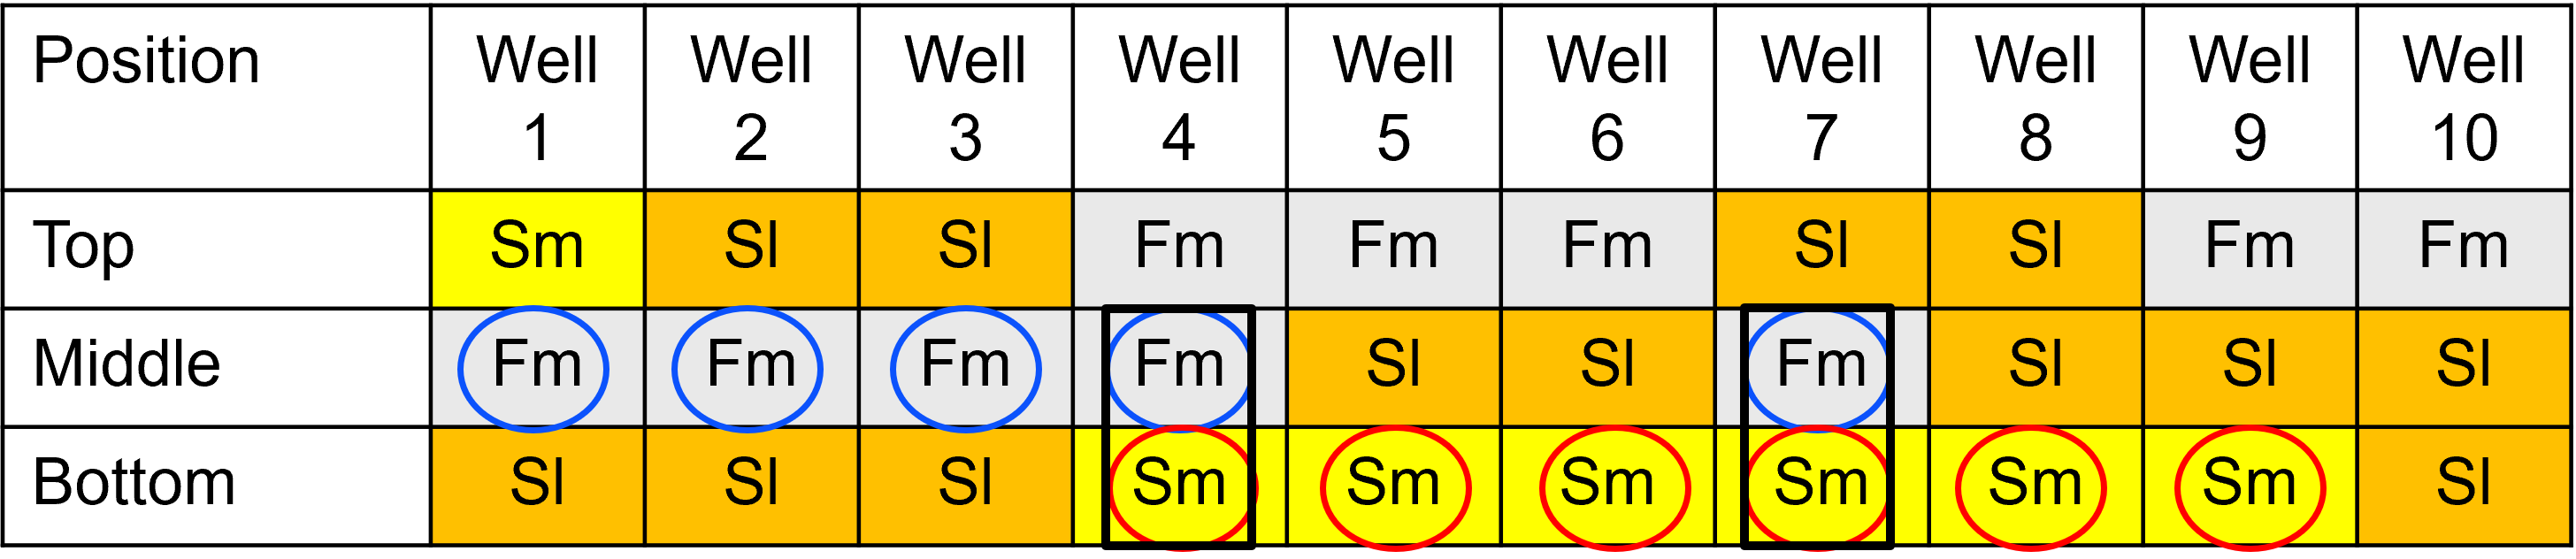 Position Well 1 Well 2 Well 3 Well 4 Well 5 Well 6 Well 7 Well 8 Well 9 Well 10
Top Sm Sl Sl Fm Fm Fm Sl Sl Fm Fm
Middle Fm Fm Fm Fm Sl Sl Fm Sl Sl Sl
Bottom Sl Sl Sl Sm Sm Sm Sm Sm Sm Sl